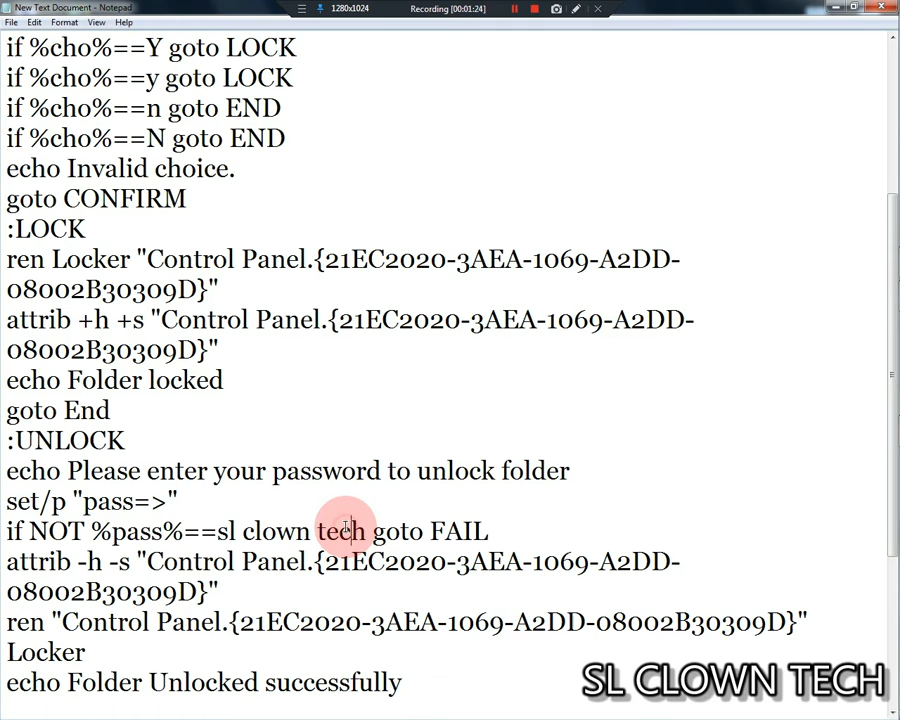 New Text Document - Notepad
1280x1024
Recording [00:01:24]
File Edit Format View Help
if %cho%==Y goto LOCK
if %cho%==y goto LOCK
if %cho%==n goto END
if %cho%==N goto END
echo Invalid choice.
goto CONFIRM
:LOCK
ren Locker "Control Panel.{21EC2020-3AEA-1069-A2DD-
08002B30309D}"
attrib +h +s "Control Panel.{21EC2020-3AEA-1069-A2DD-
08002B30309D}"
echo Folder locked
goto End
:UNLOCK
echo Please enter your password to unlock folder
set/p "pass=>"
if NOT %pass%==sl clown tech goto FAIL
attrib -h -s "Control Panel.{21EC2020-3AEA-1069-A2DD-
08002B30309D}"
ren "Control Panel.{21EC2020-3AEA-1069-A2DD-08002B30309D}"
Locker
echo Folder Unlocked successfully
SL CLOWN TECH